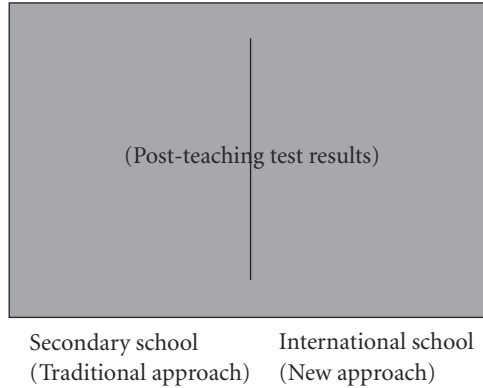 (Post-teaching test results)
Secondary school
(Traditional approach)
International school
(New approach)